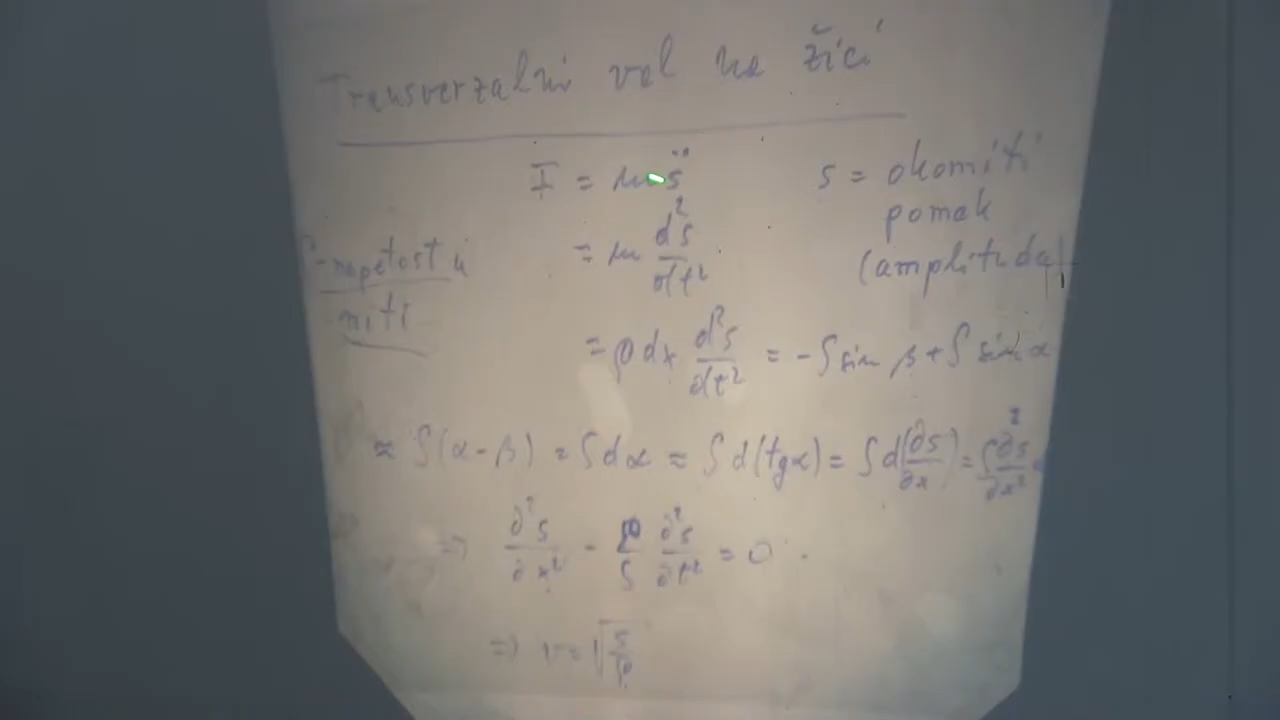 Transverzalni val na žici
I = m s̈   s = okomiti
pomak
= m d²s/dt²   (amplituda)
S - napetost u
niti
= ρ dx d²s/dt² = - S sin β + S sin α
≈ S(α - β) = S dα ≈ S d(tgα) = S d(∂s/∂x) = S ∂²s/∂x²
⇒ ∂²s/∂x² - ρ/S ∂²s/∂t² = 0
⇒ v = √(S/ρ)